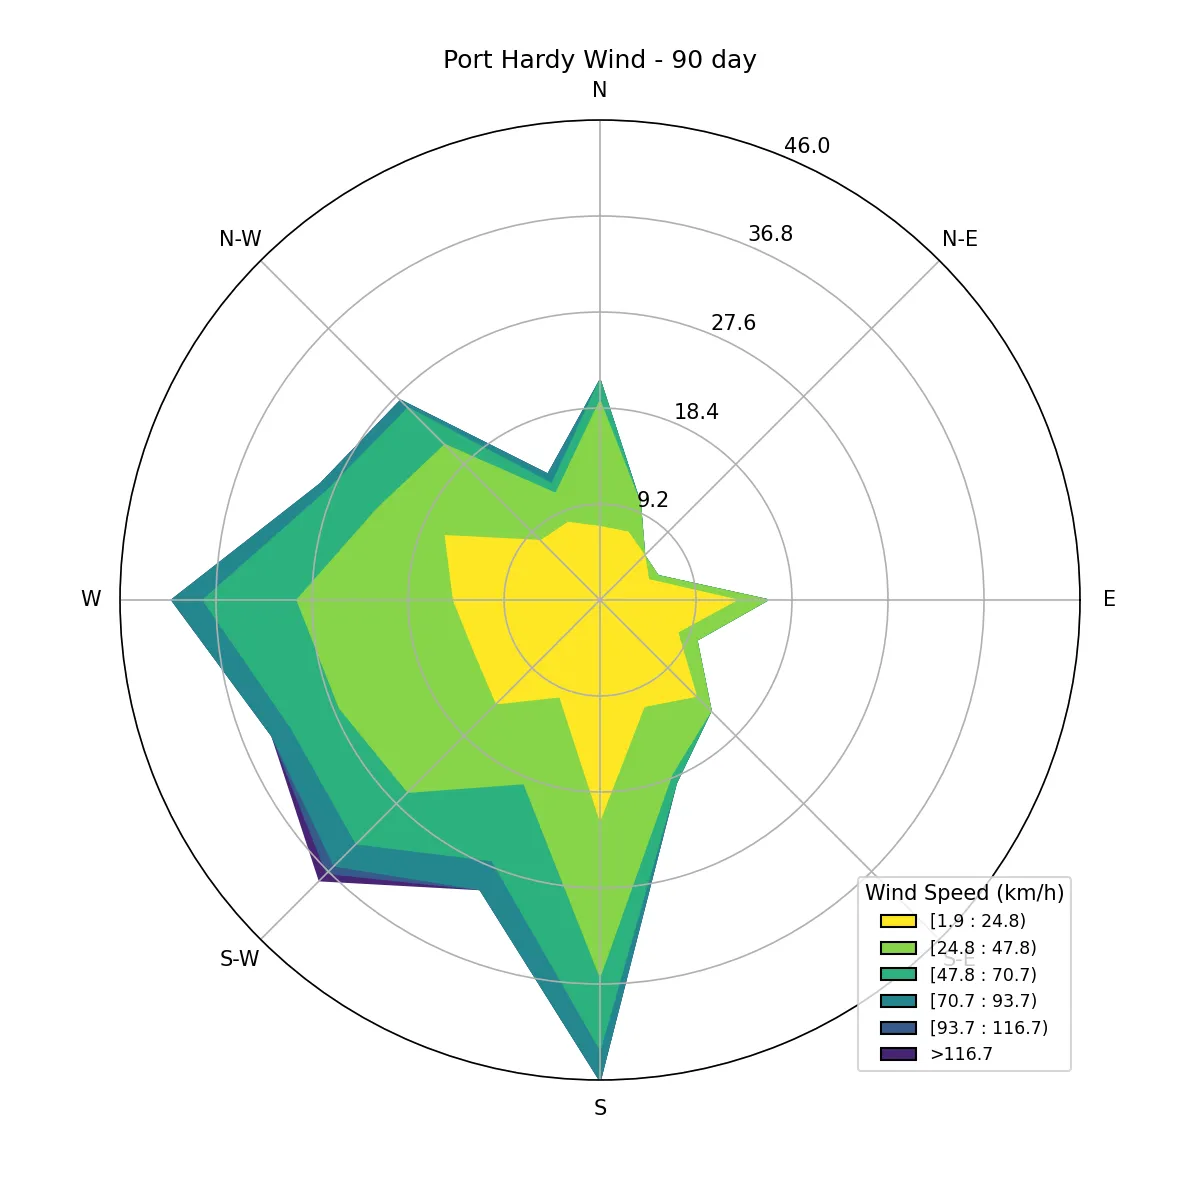 Port Hardy Wind - 90 day
N
46.0
N-W
N-E
36.8
27.6
18.4
9.2
W
E
S-W
S-E
S
Wind Speed (km/h)
[1.9 : 24.8)
[24.8 : 47.8)
[47.8 : 70.7)
[70.7 : 93.7)
[93.7 : 116.7)
>116.7